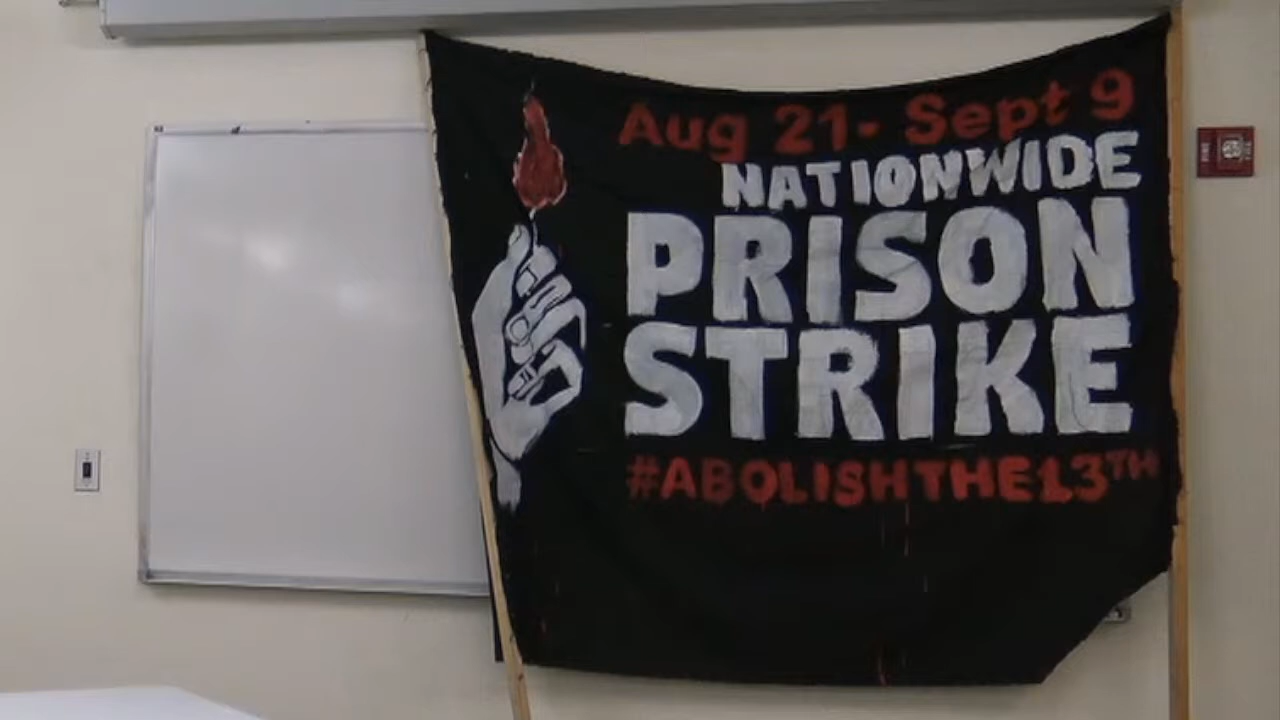 Aug 21- Sept 9
NATIONWIDE
PRISON
STRIKE
#ABOLISHTHE13TH